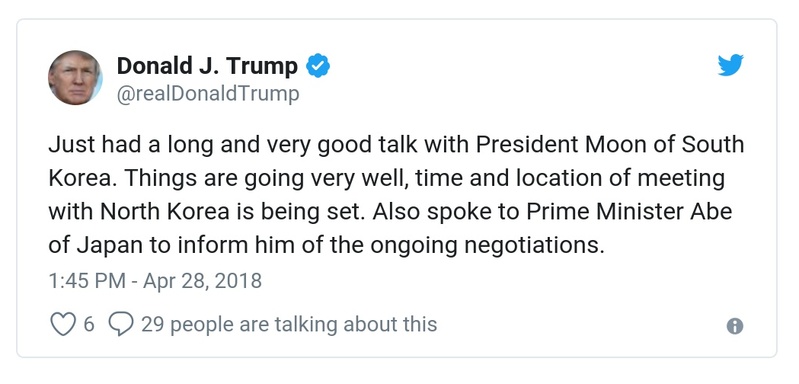 Donald J. Trump
@realDonaldTrump
Just had a long and very good talk with President Moon of South
Korea. Things are going very well, time and location of meeting
with North Korea is being set. Also spoke to Prime Minister Abe
of Japan to inform him of the ongoing negotiations.
1:45 PM - Apr 28, 2018
6 29 people are talking about this